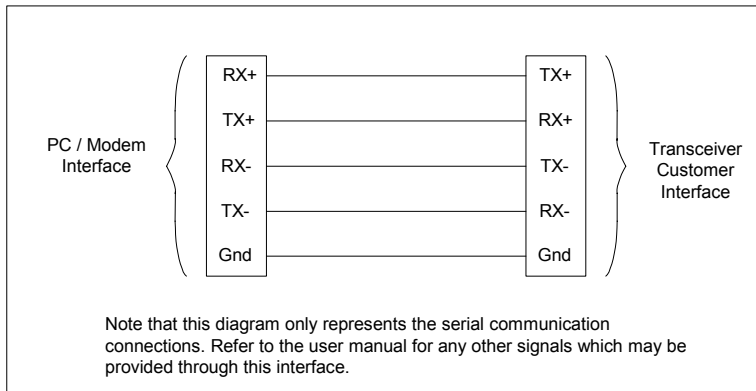 RX+
TX+
TX+
RX+
PC / Modem
Interface
RX-
TX-
Transceiver
Customer
Interface
TX-
RX-
Gnd
Gnd
Note that this diagram only represents the serial communication
connections. Refer to the user manual for any other signals which may be
provided through this interface.